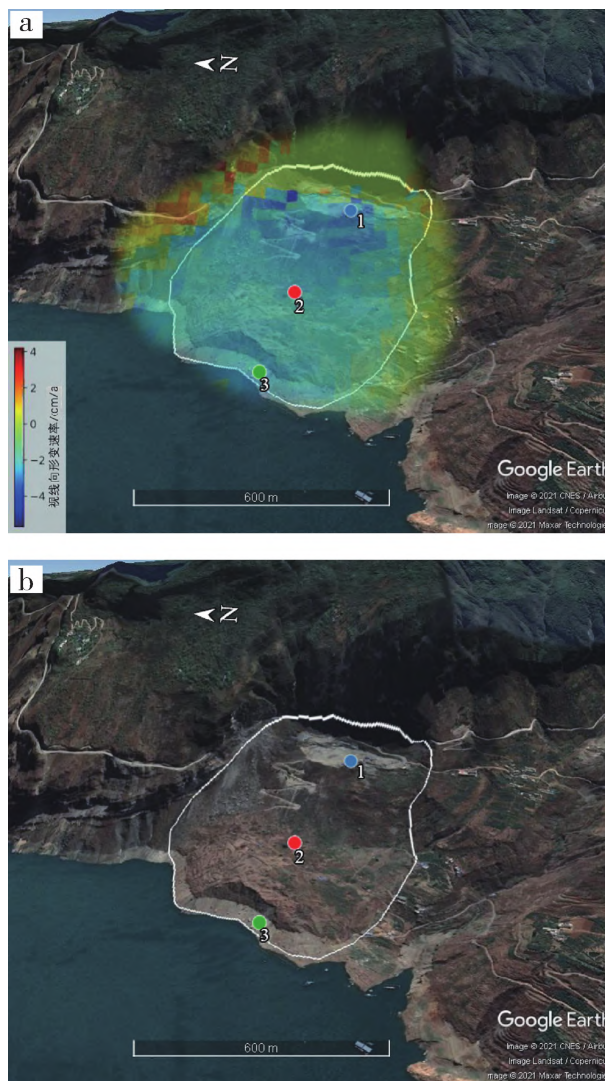 a
N
1
2
3
4
2
0
−2
−4
视线向形变速率/cm/a
600 m
Google Earth
Image © 2021 CNES / Airbu
Image Landsat / Copernicu
mage © 2021 Maxar Technologie
b
N
1
2
3
600 m
Google Earth
Image © 2021 CNES / Airbu
Image Landsat / Copernicu
Image © 2021 Maxar Technologie